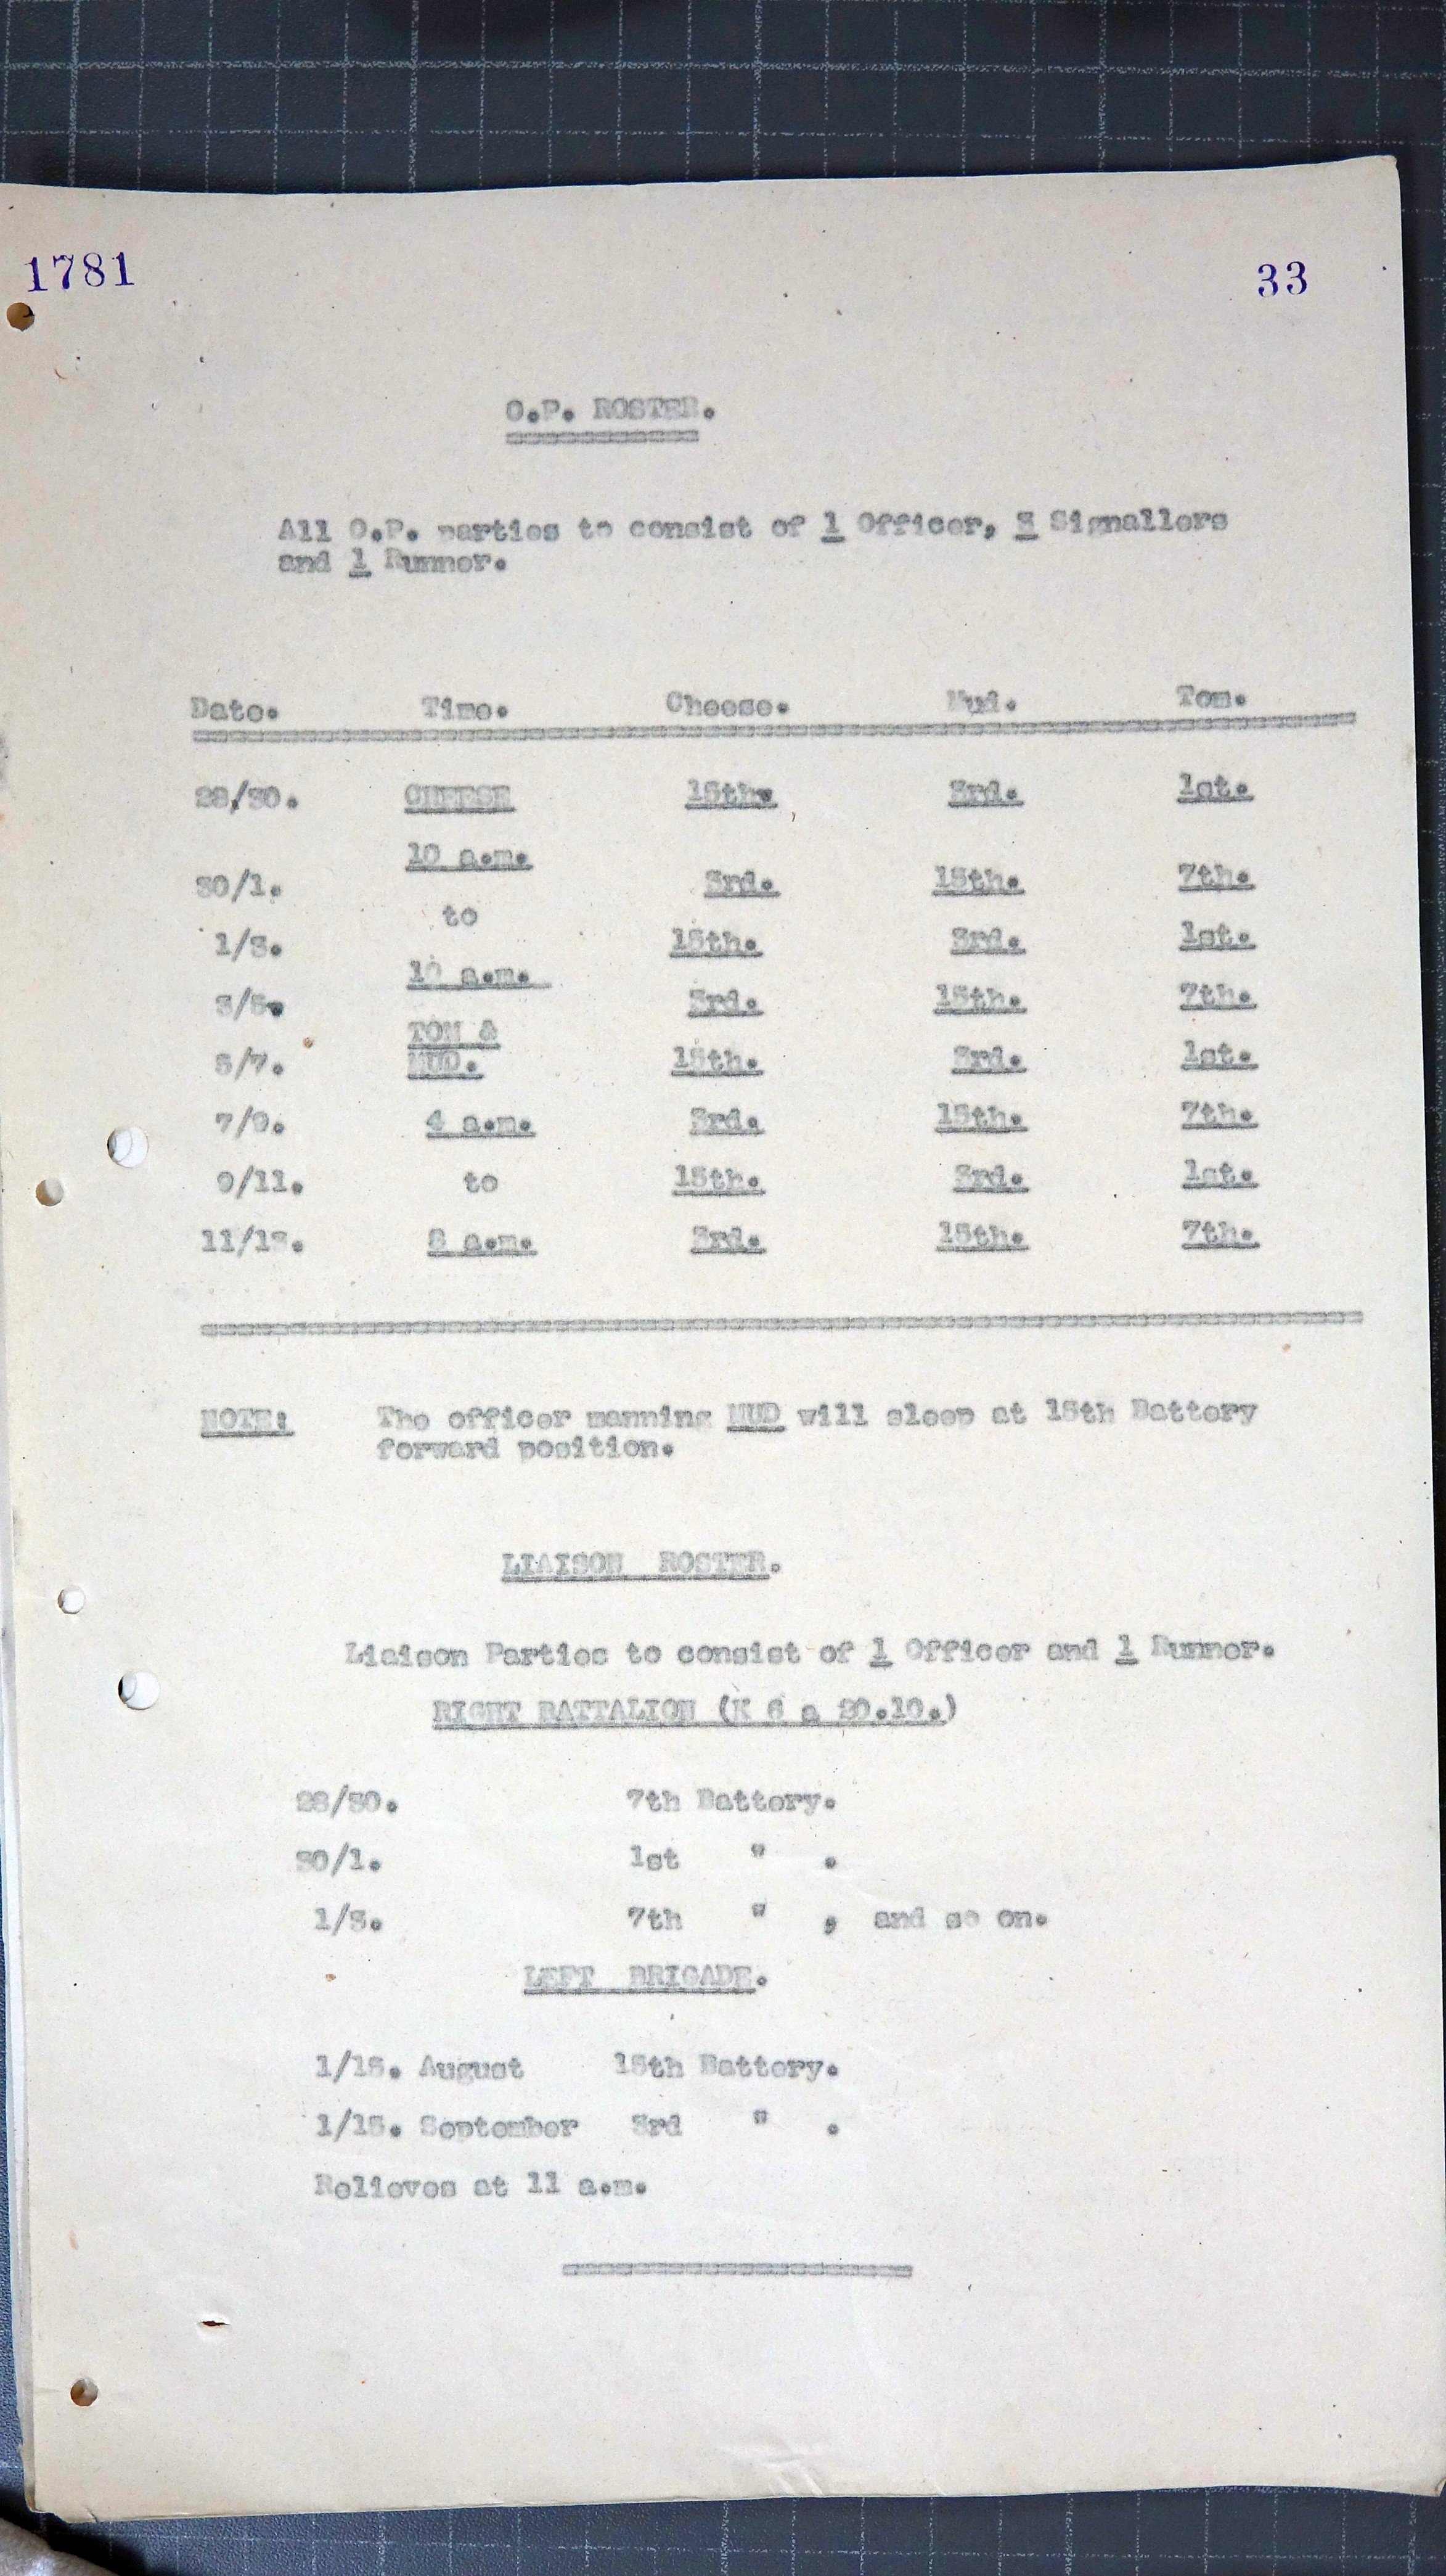 1781
33
O.P. ROSTER.
All O.P. parties to consist of 1 Officer, 3 Signallers
and 1 Runner.
Date. Time. Cheese. Mud. Tom.
28/30. CHEESE 15th. 3rd. 1st.
10 a.m.
30/1. 3rd. 15th. 7th.
to
1/3. 15th. 3rd. 1st.
10 a.m.
3/5. 3rd. 15th. 7th.
TOM &
5/7. MUD. 15th. 3rd. 1st.
7/9. 4 a.m. 3rd. 15th. 7th.
9/11. to 15th. 3rd. 1st.
11/13. 8 a.m. 3rd. 15th. 7th.
NOTE: The officer manning MUD will sleep at 15th Battery
forward position.
LIAISON ROSTER.
Liaison Parties to consist of 1 Officer and 1 Runner.
RIGHT BATTALION (K 6 a 20.10.)
28/30. 7th Battery.
30/1. 1st " .
1/3. 7th " , and so on.
LEFT BRIGADE.
1/15. August 15th Battery.
1/15. September 3rd " .
Relieves at 11 a.m.